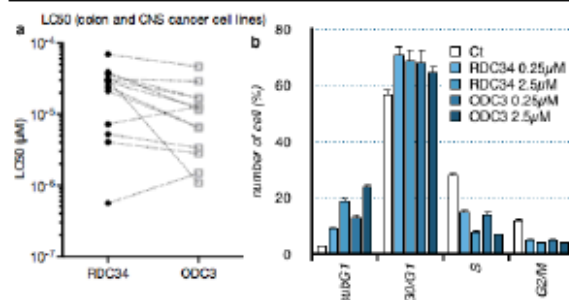 LC50 (colon and CNS cancer cell lines)
a
LC50 (µM)
10-4
10-5
10-6
10-7
RDC34
ODC3
b
number of cell (%)
80
60
40
20
0
Ct
RDC34 0.25µM
RDC34 2.5µM
ODC3 0.25µM
ODC3 2.5µM
subG1
G0/G1
S
G2/M